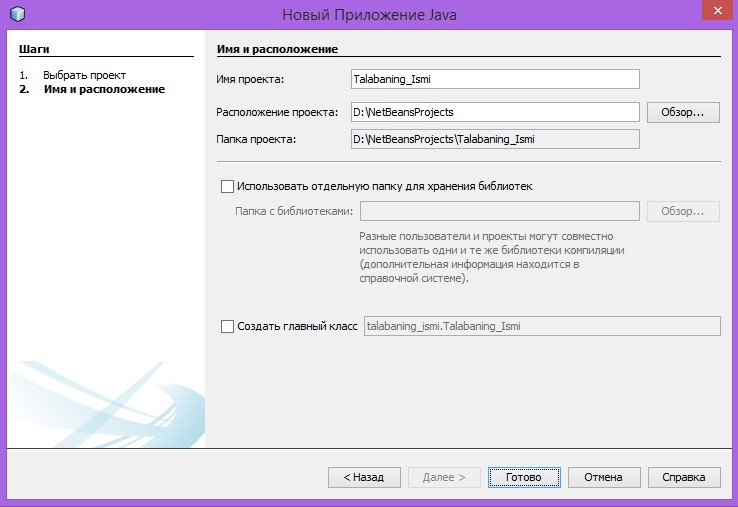 Новый Приложение Java
Шаги
1. Выбрать проект
2. Имя и расположение
Имя и расположение
Имя проекта: Talabaning_Ismi
Расположение проекта: D:\NetBeansProjects Обзор...
Папка проекта: D:\NetBeansProjects\Talabaning_Ismi
Использовать отдельную папку для хранения библиотек
Папка с библиотеками: Обзор...
Разные пользователи и проекты могут совместно
использовать одни и те же библиотеки компиляции
(дополнительная информация находится в
справочной системе).
Создать главный класс talabaning_ismi.Talabaning_Ismi
< Назад Далее > Готово Отмена Справка